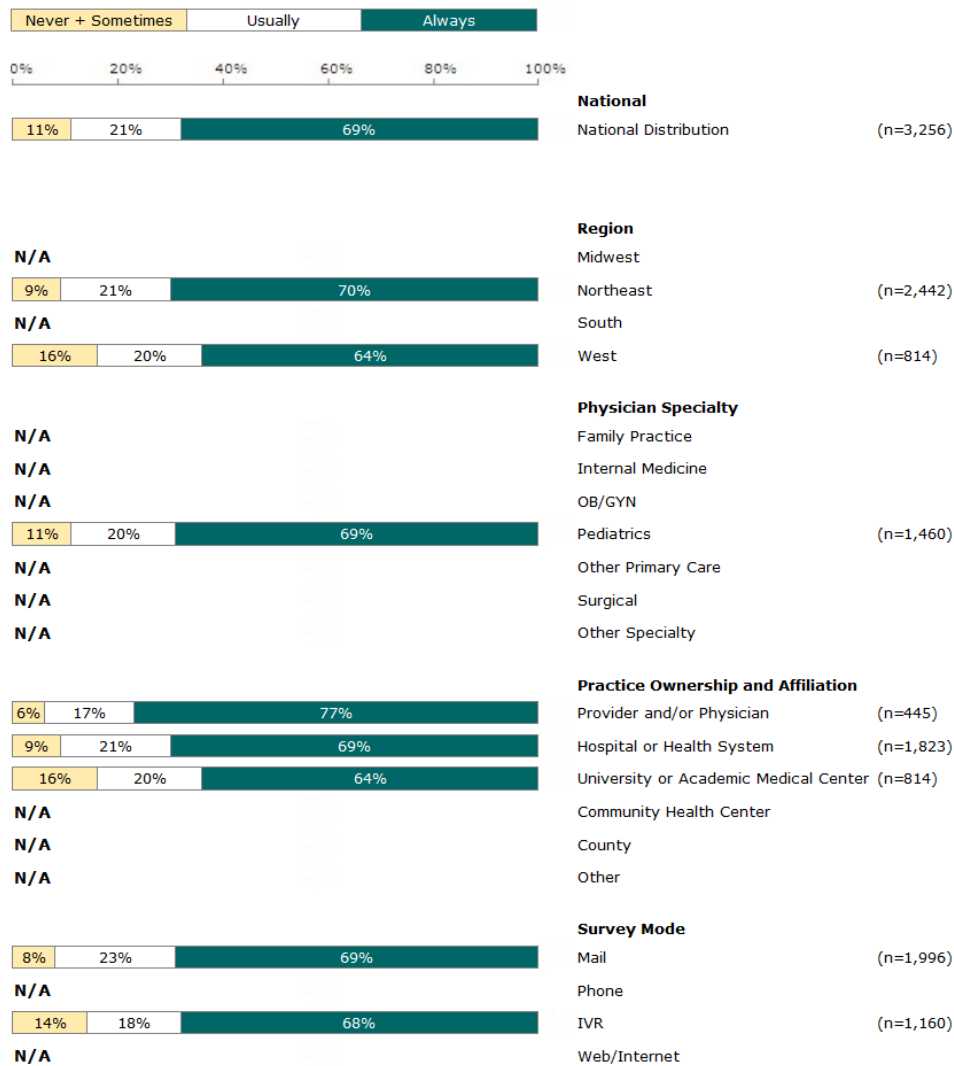 Never + Sometimes Usually Always
0% 20% 40% 60% 80% 100%
National
11% 21% 69% National Distribution (n=3,256)
Region
N/A Midwest
9% 21% 70% Northeast (n=2,442)
N/A South
16% 20% 64% West (n=814)
Physician Specialty
N/A Family Practice
N/A Internal Medicine
N/A OB/GYN
11% 20% 69% Pediatrics (n=1,460)
N/A Other Primary Care
N/A Surgical
N/A Other Specialty
Practice Ownership and Affiliation
6% 17% 77% Provider and/or Physician (n=445)
9% 21% 69% Hospital or Health System (n=1,823)
16% 20% 64% University or Academic Medical Center (n=814)
N/A Community Health Center
N/A County
N/A Other
Survey Mode
8% 23% 69% Mail (n=1,996)
N/A Phone
14% 18% 68% IVR (n=1,160)
N/A Web/Internet